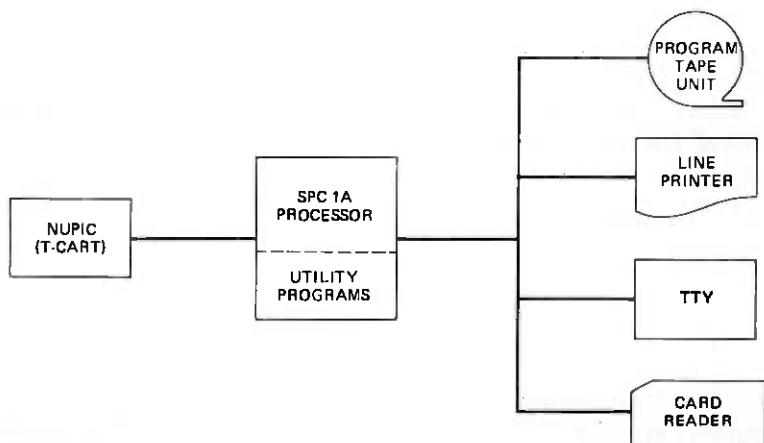 NUPIC
(T-CART)
SPC 1A
PROCESSOR
UTILITY
PROGRAMS
PROGRAM
TAPE
UNIT
LINE
PRINTER
TTY
CARD
READER